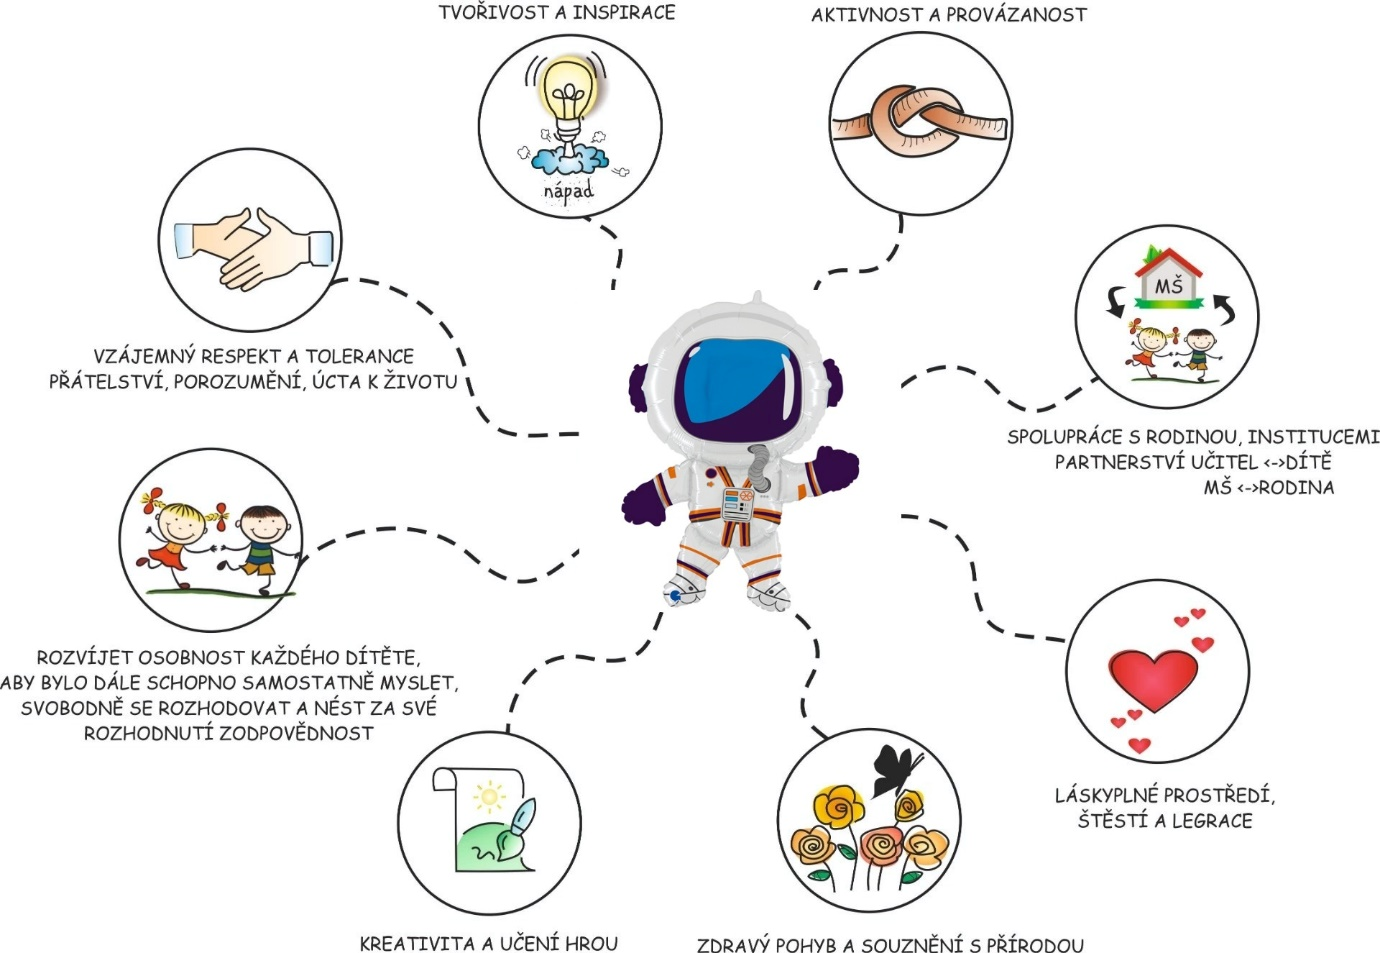 TVOŘIVOST A INSPIRACE
AKTIVNOST A PROVÁZANOST
nápad
MŠ
VZÁJEMNÝ RESPEKT A TOLERANCE
PŘÁTELSTVÍ, POROZUMĚNÍ, ÚCTA K ŽIVOTU
SPOLUPRÁCE S RODINOU, INSTITUCEMI
PARTNERSTVÍ UČITEL <->DÍTĚ
MŠ <->RODINA
ROZVÍJET OSOBNOST KAŽDÉHO DÍTĚTE,
ABY BYLO DÁLE SCHOPNO SAMOSTATNĚ MYSLET,
SVOBODNĚ SE ROZHODOVAT A NÉST ZA SVÉ
ROZHODNUTÍ ZODPOVĚDNOST
LÁSKYPLNÉ PROSTŘEDÍ,
ŠTĚSTÍ A LEGRACE
KREATIVITA A UČENÍ HROU
ZDRAVÝ POHYB A SOUZNĚNÍ S PŘÍRODOU